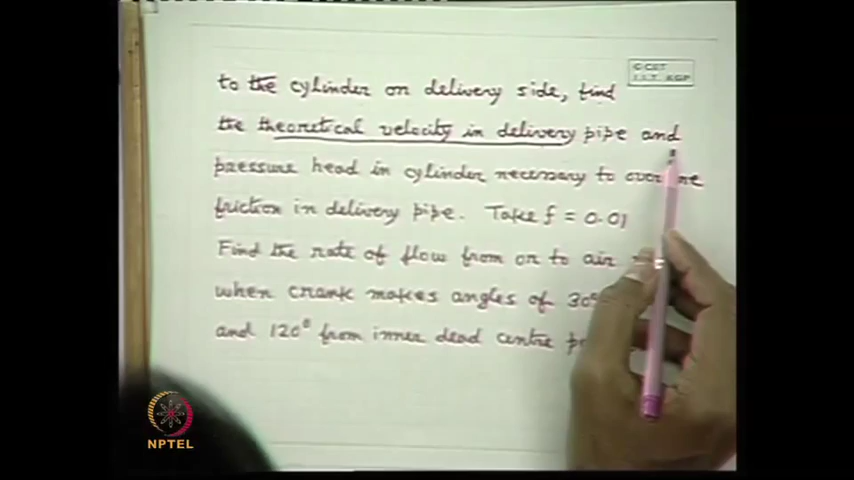 to the cylinder on delivery side, find
the theoretical velocity in delivery pipe and
pressure head in cylinder necessary to
friction in delivery pipe. Take f = 0.01
Find the rate of flow from or to air
when crank makes angles of 30°
and 120° from inner dead centre
C CET
I.I.T. KGP
NPTEL